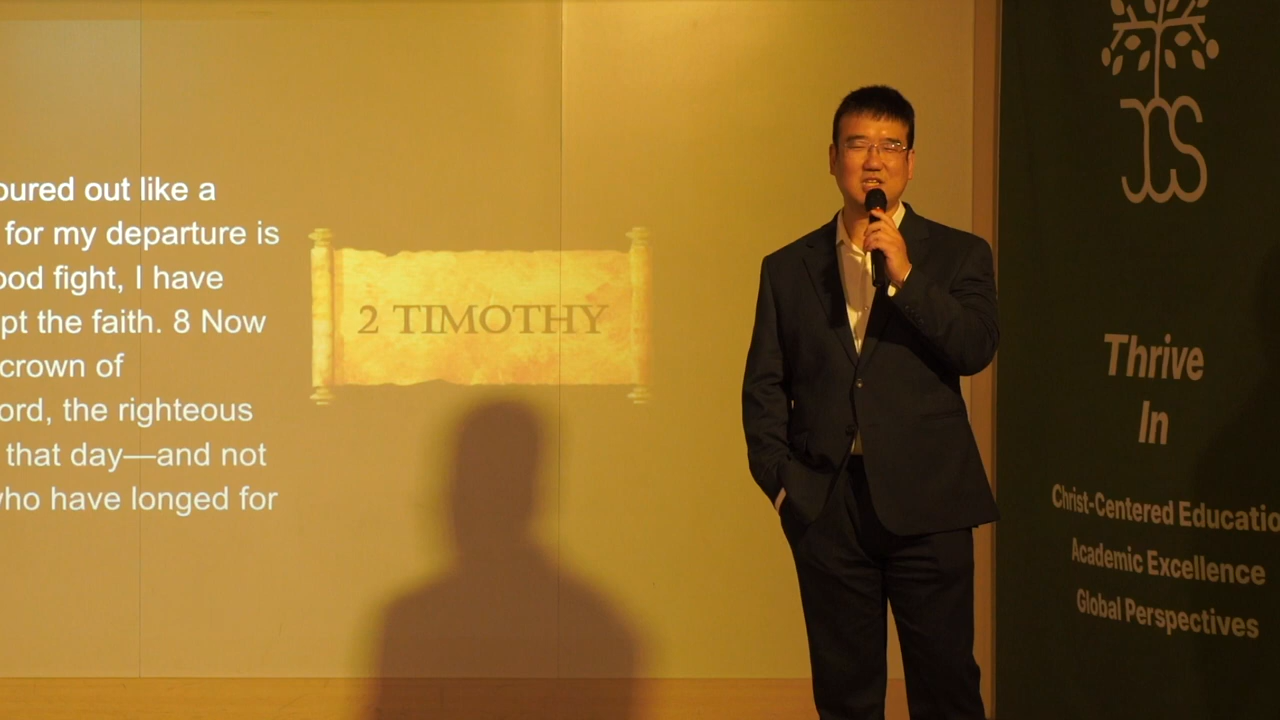 oured out like a
for my departure is
ood fight, I have
pt the faith. 8 Now
crown of
ord, the righteous
that day—and not
who have longed for
2 TIMOTHY
JCS
Thrive
In
Christ-Centered Educatio
Academic Excellence
Global Perspectives